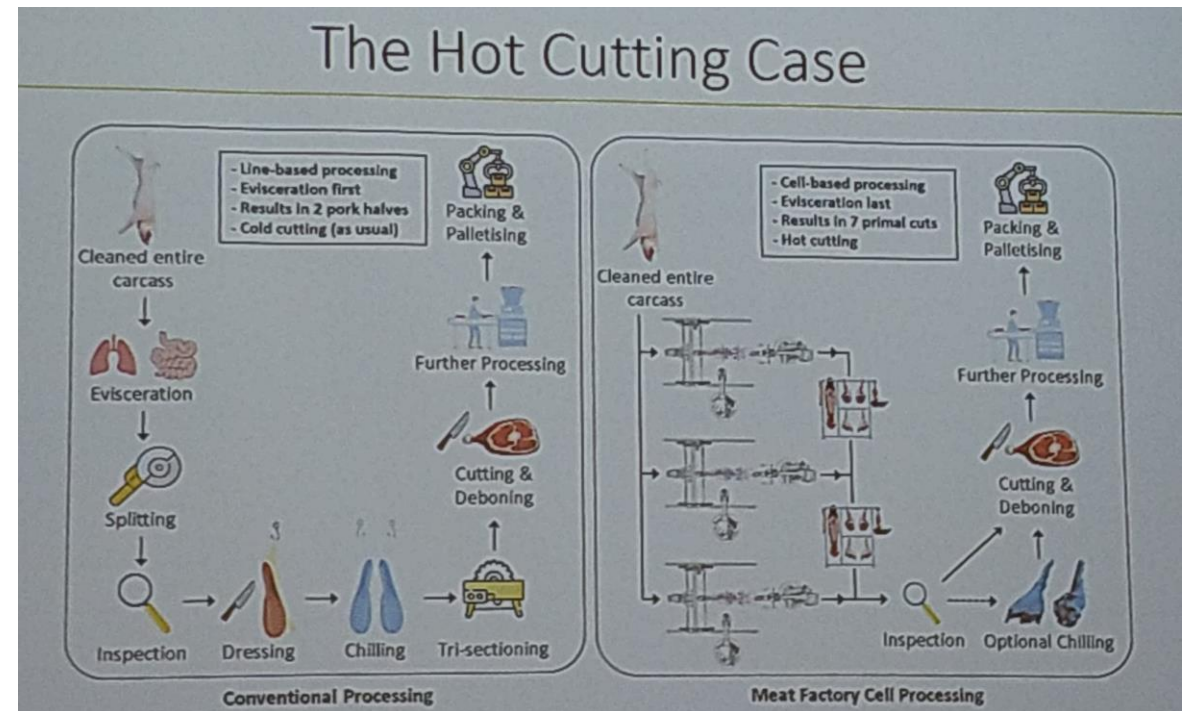 The Hot Cutting Case
- Line-based processing
- Evisceration first
- Results in 2 pork halves
- Cold cutting (as usual)
Cleaned entire
carcass
Evisceration
Splitting
Inspection
Dressing
Chilling
Tri-sectioning
Cutting &
Deboning
Further Processing
Packing &
Palletising
Conventional Processing
- Cell-based processing
- Evisceration last
- Results in 7 primal cuts
- Hot cutting
Cleaned entire
carcass
Inspection
Optional Chilling
Cutting &
Deboning
Further Processing
Packing &
Palletising
Meat Factory Cell Processing